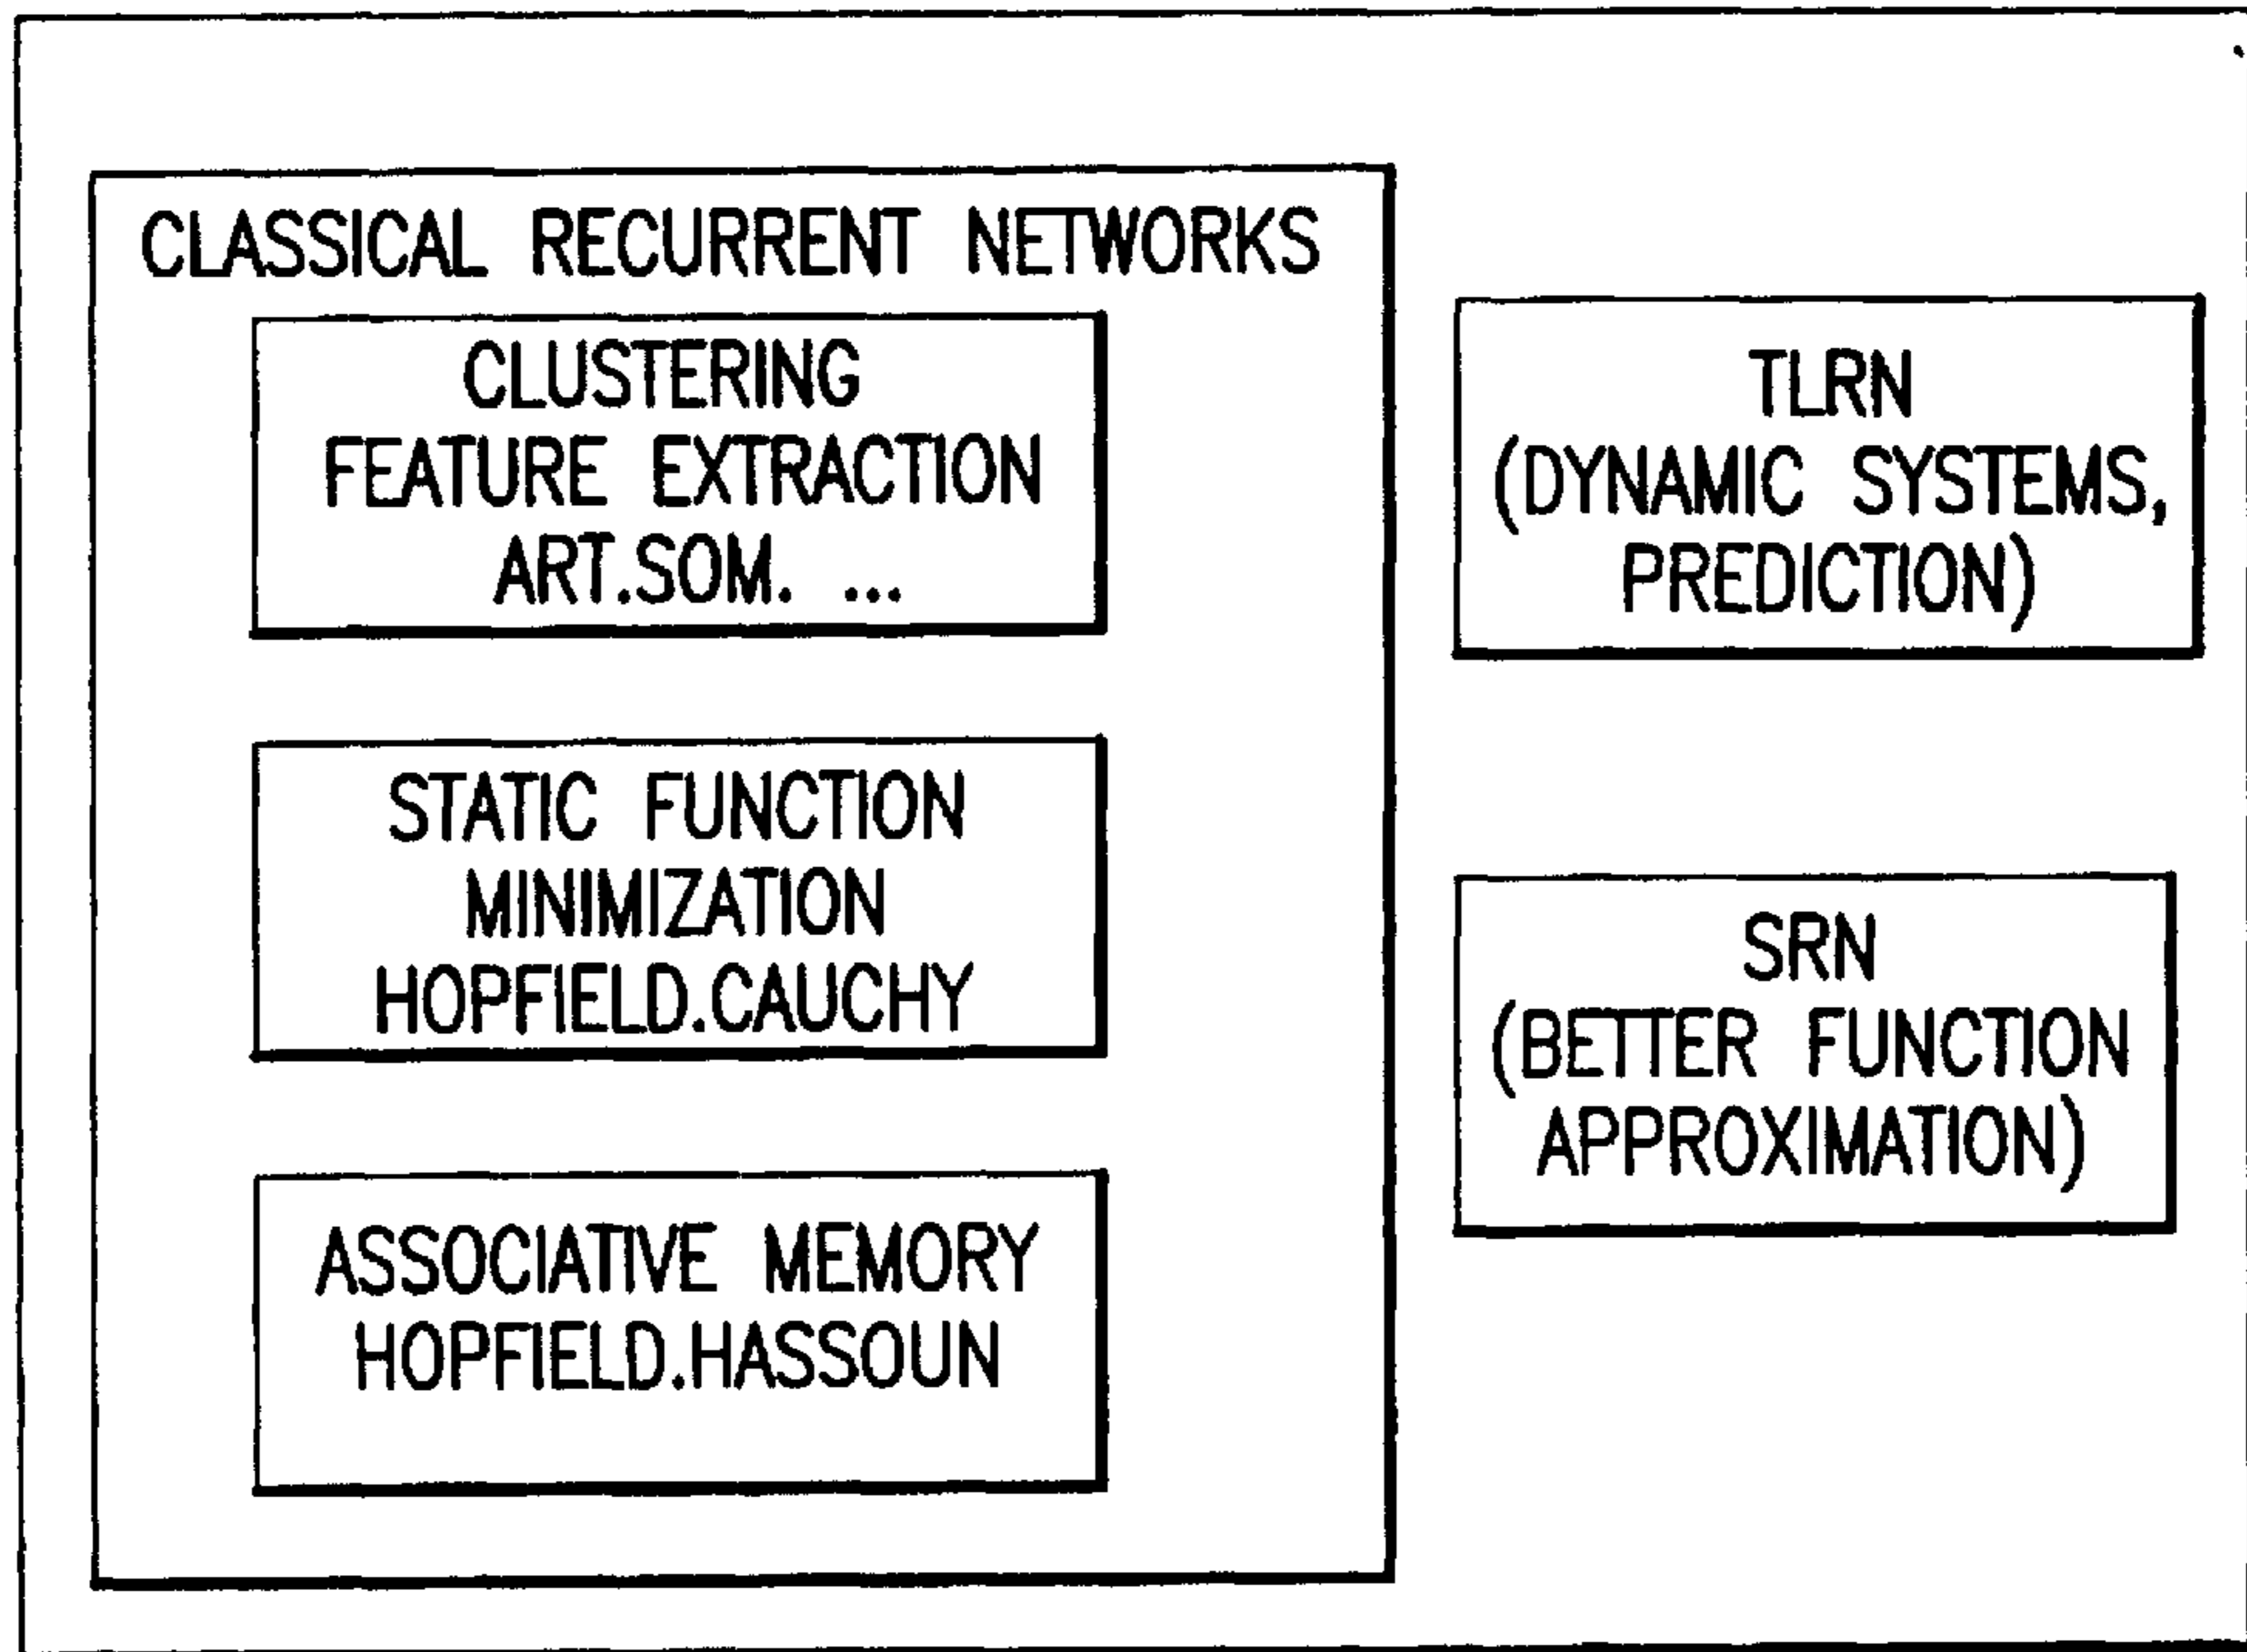 CLASSICAL RECURRENT NETWORKS
CLUSTERING
FEATURE EXTRACTION
ART.SOM. ...
STATIC FUNCTION
MINIMIZATION
HOPFIELD.CAUCHY
ASSOCIATIVE MEMORY
HOPFIELD.HASSOUN
TLRN
(DYNAMIC SYSTEMS,
PREDICTION)
SRN
(BETTER FUNCTION
APPROXIMATION)